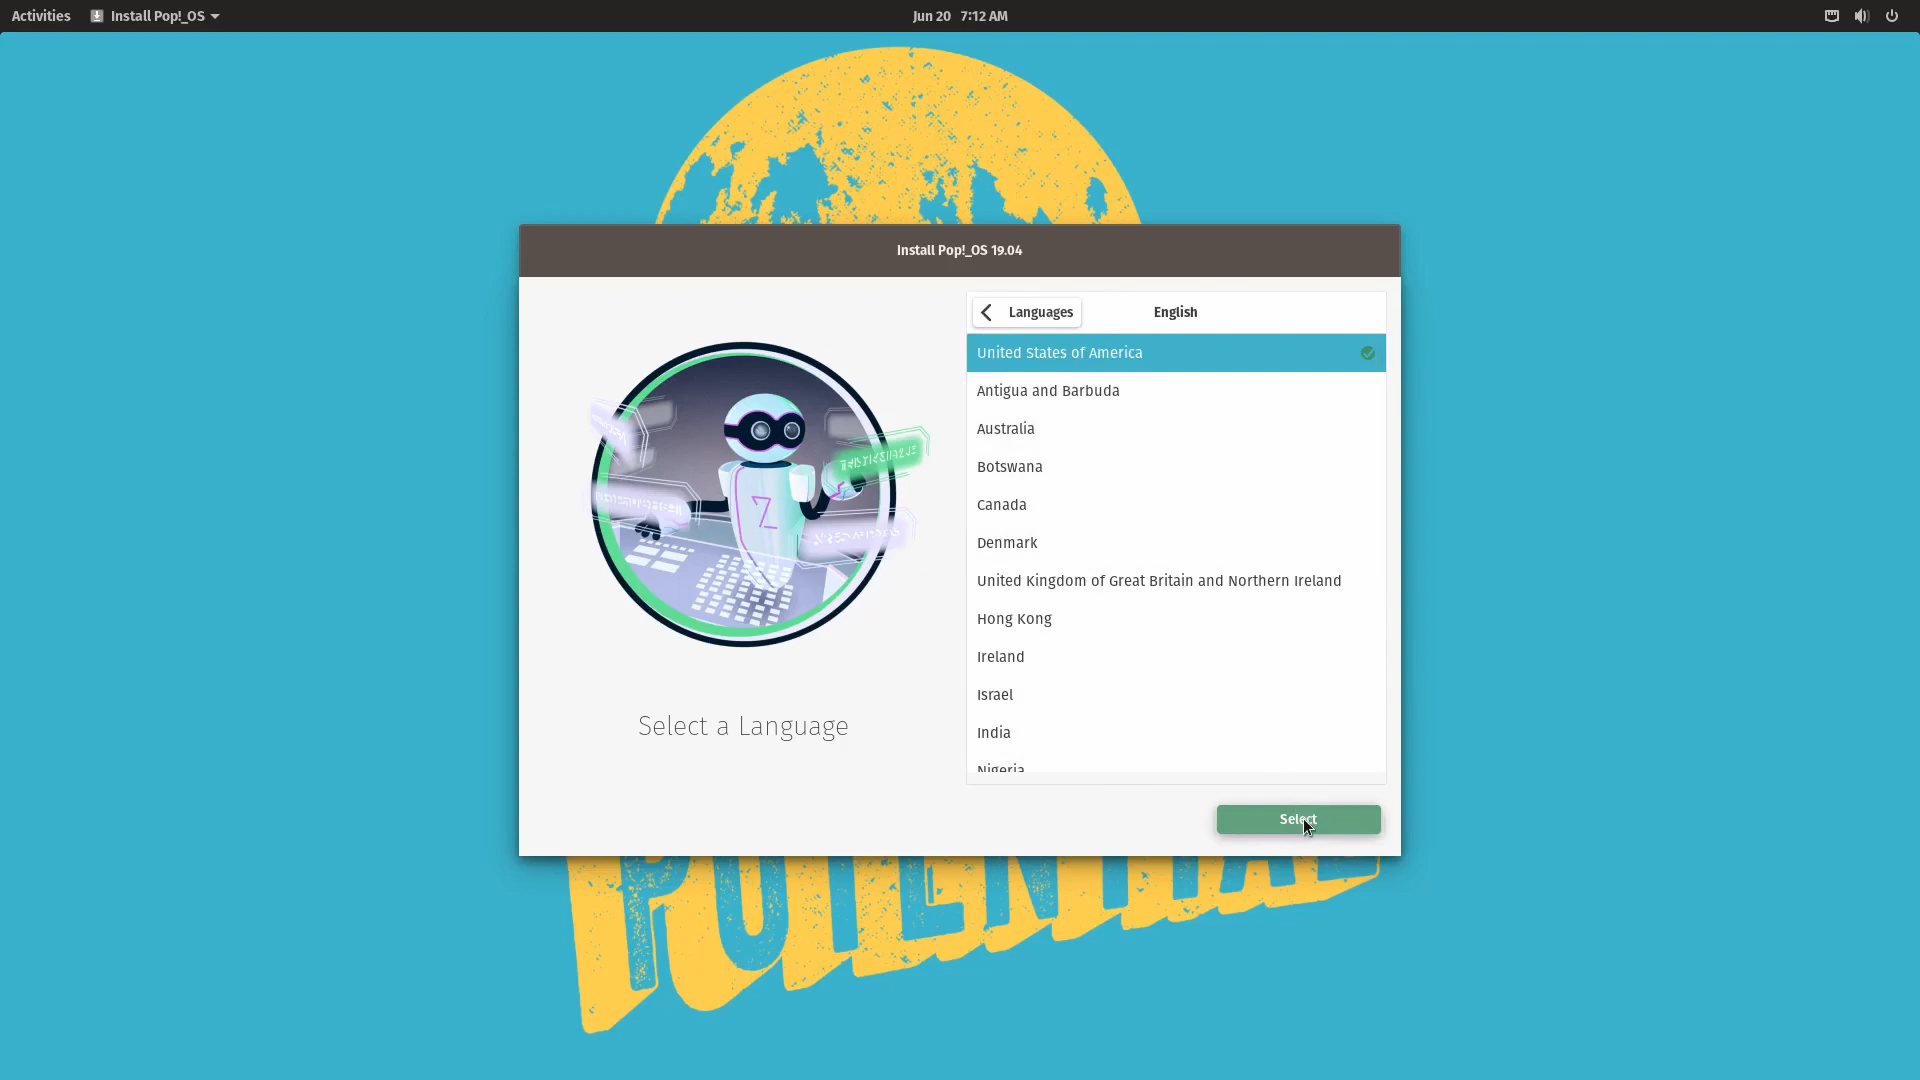 Activities
Install Pop!_OS
Jun 20 7:12 AM
Install Pop!_OS 19.04
Languages
English
United States of America
Antigua and Barbuda
Australia
Botswana
Canada
Denmark
United Kingdom of Great Britain and Northern Ireland
Hong Kong
Ireland
Israel
India
Nigeria
Select a Language
Select
POTENTIAL